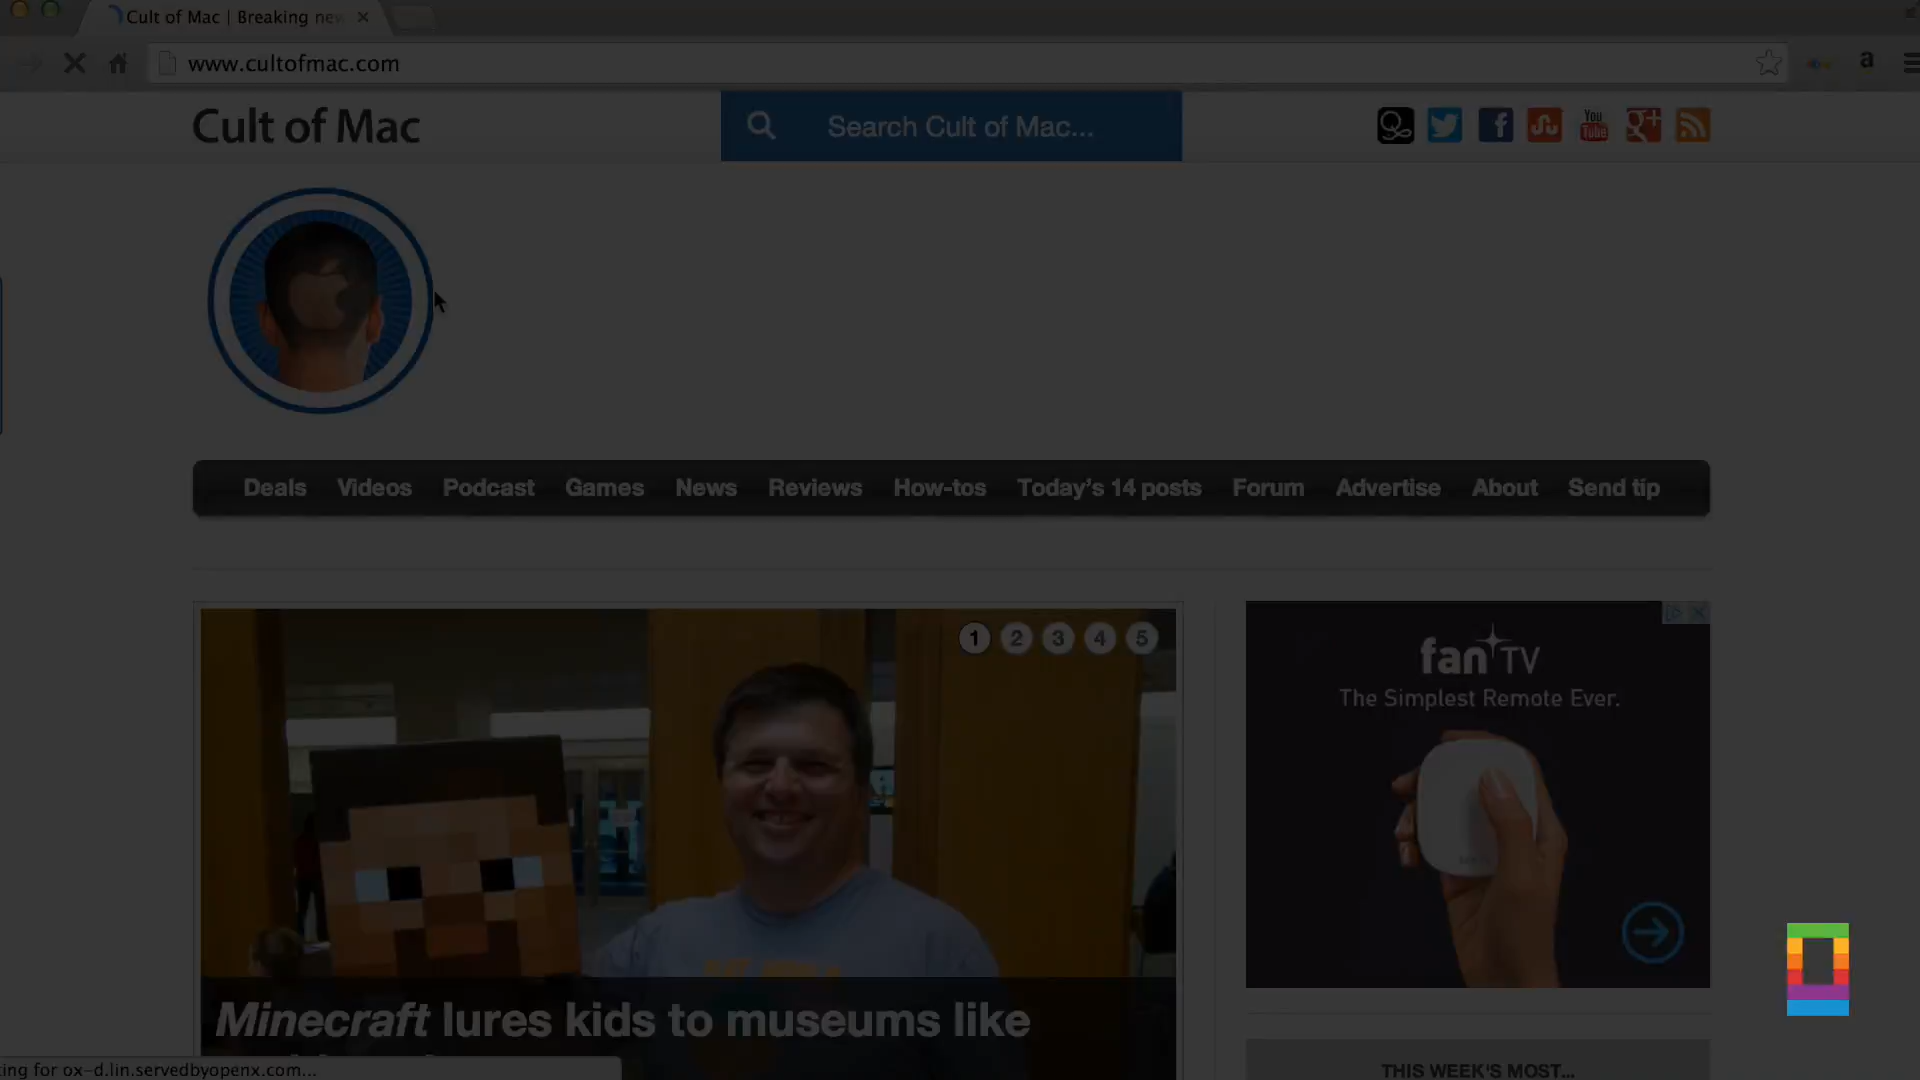 Cult of Mac | Breaking new
www.cultofmac.com
a
Cult of Mac
Search Cult of Mac...
You
Tube
g+
Deals Videos Podcast Games News Reviews How-tos Today's 14 posts Forum Advertise About Send tip
1 2 3 4 5
fan TV
The Simplest Remote Ever.
Minecraft lures kids to museums like
ing for ox-d.lin.servedbyopenx.com...
THIS WEEK'S MOST...